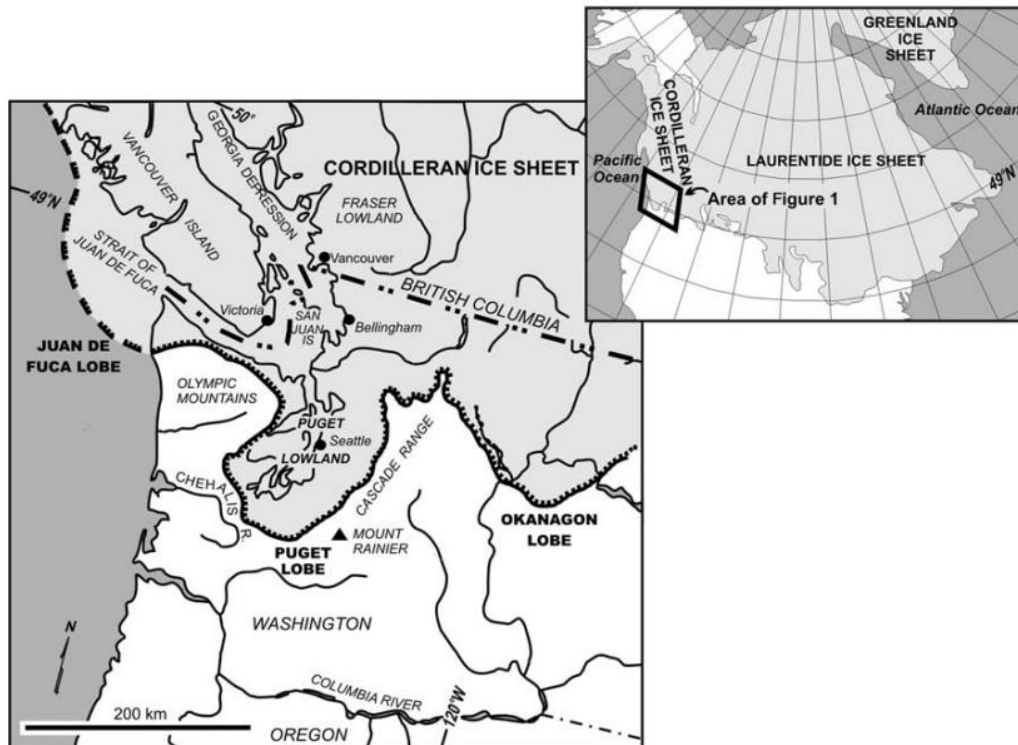 GREENLAND
ICE
SHEET
CORDILLERAN
ICE SHEET
Atlantic Ocean
Pacific
Ocean
LAURENTIDE ICE SHEET
49°N
Area of Figure 1
50°
VANCOUVER
ISLAND
GEORGIA DEPRESSION
CORDILLERAN ICE SHEET
49°N
FRASER
LOWLAND
STRAIT OF
JUAN DE FUCA
Vancouver
BRITISH COLUMBIA
Victoria
SAN
JUAN
IS
Bellingham
JUAN DE
FUCA LOBE
OLYMPIC
MOUNTAINS
PUGET
LOWLAND
Seattle
CASCADE RANGE
CHEHALIS R.
OKANAGON
LOBE
MOUNT
RAINIER
PUGET
LOBE
N
WASHINGTON
COLUMBIA RIVER
120°W
200 km
OREGON